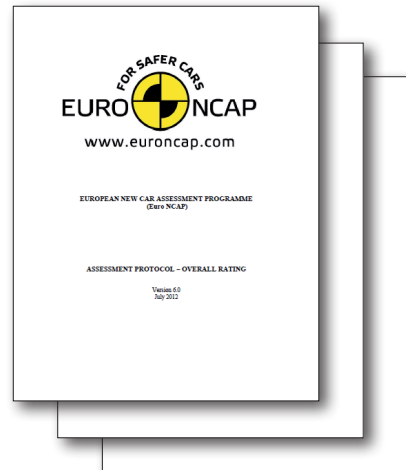 FOR SAFER CARS
EURO NCAP
www.euroncap.com
EUROPEAN NEW CAR ASSESSMENT PROGRAMME
(Euro NCAP)
ASSESSMENT PROTOCOL – OVERALL RATING
Version 6.0
July 2012